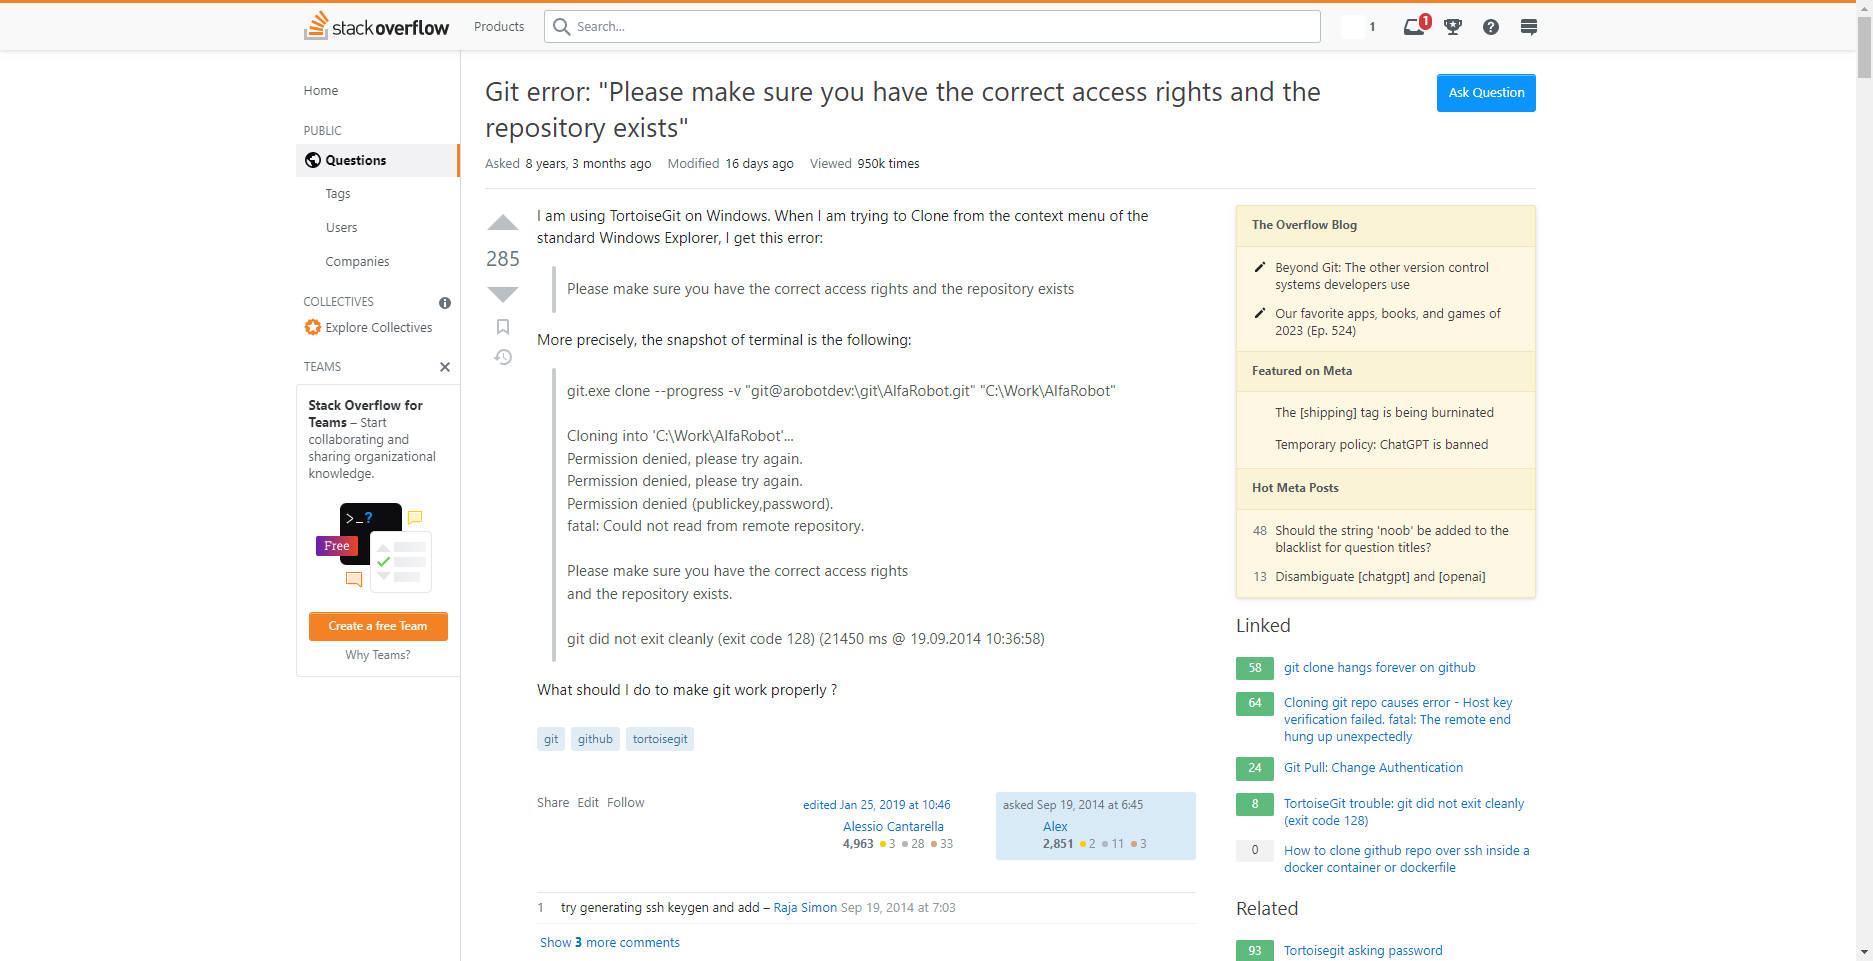 stack overflow
Products
Search...
1
1
Home
PUBLIC
Questions
Tags
Users
Companies
COLLECTIVES
Explore Collectives
TEAMS
Stack Overflow for
Teams – Start
collaborating and
sharing organizational
knowledge.
>_?
Free
Create a free Team
Why Teams?
Git error: "Please make sure you have the correct access rights and the
repository exists"
Ask Question
Asked 8 years, 3 months ago Modified 16 days ago Viewed 950k times
285
I am using TortoiseGit on Windows. When I am trying to Clone from the context menu of the
standard Windows Explorer, I get this error:
Please make sure you have the correct access rights and the repository exists
More precisely, the snapshot of terminal is the following:
git.exe clone --progress -v "git@arobotdev:\git\AlfaRobot.git" "C:\Work\AlfaRobot"
Cloning into 'C:\Work\AlfaRobot'...
Permission denied, please try again.
Permission denied, please try again.
Permission denied (publickey,password).
fatal: Could not read from remote repository.
Please make sure you have the correct access rights
and the repository exists.
git did not exit cleanly (exit code 128) (21450 ms @ 19.09.2014 10:36:58)
What should I do to make git work properly ?
git github tortoisegit
Share Edit Follow
edited Jan 25, 2019 at 10:46
Alessio Cantarella
4,963 3 28 33
asked Sep 19, 2014 at 6:45
Alex
2,851 2 11 3
1 try generating ssh keygen and add – Raja Simon Sep 19, 2014 at 7:03
Show 3 more comments
The Overflow Blog
Beyond Git: The other version control
systems developers use
Our favorite apps, books, and games of
2023 (Ep. 524)
Featured on Meta
The [shipping] tag is being burninated
Temporary policy: ChatGPT is banned
Hot Meta Posts
48 Should the string 'noob' be added to the
blacklist for question titles?
13 Disambiguate [chatgpt] and [openai]
Linked
58 git clone hangs forever on github
64 Cloning git repo causes error - Host key
verification failed. fatal: The remote end
hung up unexpectedly
24 Git Pull: Change Authentication
8 TortoiseGit trouble: git did not exit cleanly
(exit code 128)
0 How to clone github repo over ssh inside a
docker container or dockerfile
Related
93 Tortoisegit asking password